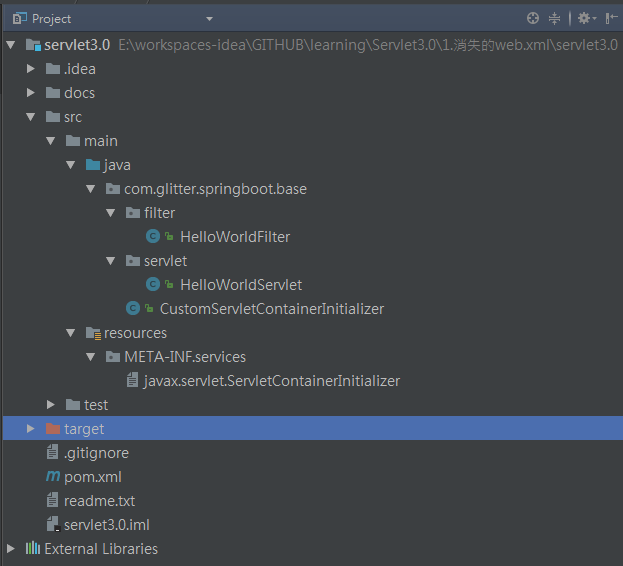 Project
servlet3.0 E:\workspaces-idea\GITHUB\learning\Servlet3.0\1.消失的web.xml\servlet3.0
.idea
docs
src
main
java
com.glitter.springboot.base
filter
HelloWorldFilter
servlet
HelloWorldServlet
CustomServletContainerInitializer
resources
META-INF.services
javax.servlet.ServletContainerInitializer
test
target
.gitignore
pom.xml
readme.txt
servlet3.0.iml
External Libraries